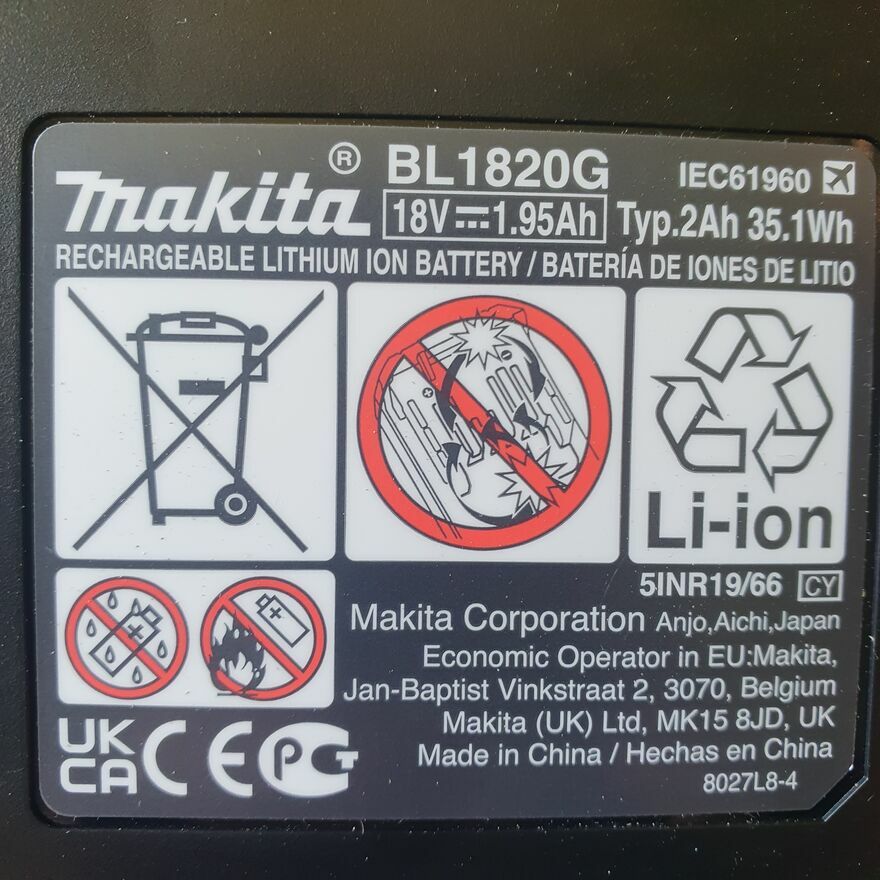 makita ® BL1820G IEC61960
18V⎓1.95Ah Typ.2Ah 35.1Wh
RECHARGEABLE LITHIUM ION BATTERY / BATERÍA DE IONES DE LITIO
Li-ion
5INR19/66 CY
Makita Corporation Anjo,Aichi,Japan
Economic Operator in EU:Makita,
Jan-Baptist Vinkstraat 2, 3070, Belgium
Makita (UK) Ltd, MK15 8JD, UK
Made in China / Hechas en China
8027L8-4
UK
CA CE PCT